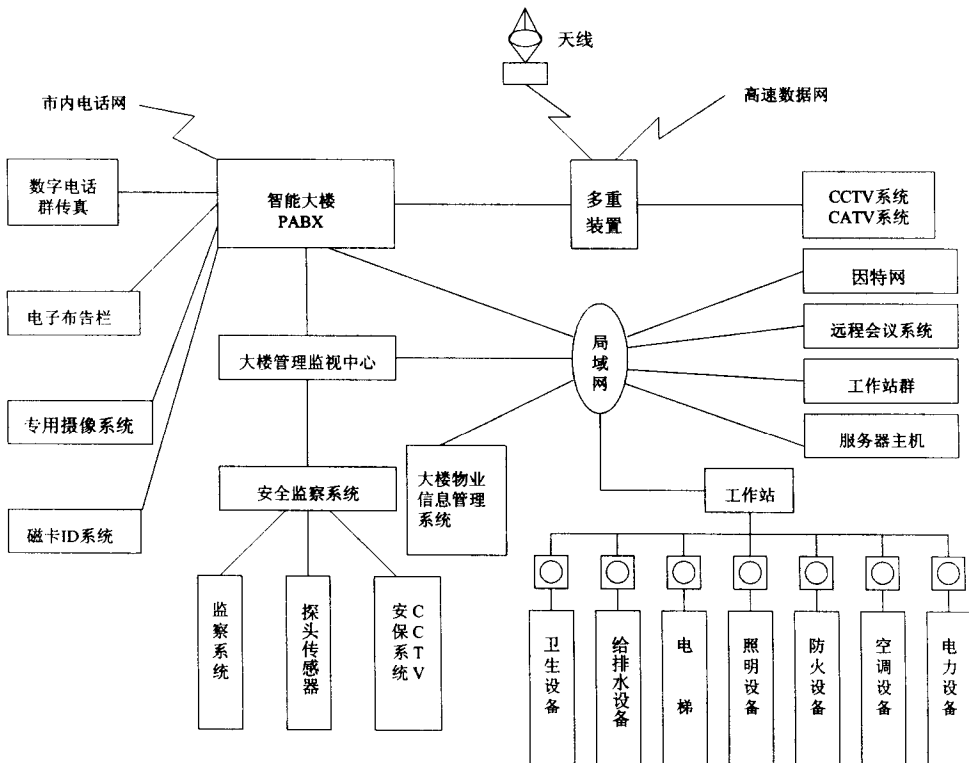 天线
市内电话网
高速数据网
数字电话
群传真
智能大楼
PABX
多重
装置
CCTV系统
CATV系统
电子布告栏
因特网
局域网
远程会议系统
大楼管理监视中心
工作站群
专用摄像系统
服务器主机
安全监察系统
大楼物业
信息管理
系统
工作站
磁卡ID系统
监察系统
探头传感器
安保系统
CCTV
卫生设备
给排水设备
电梯
照明设备
防火设备
空调设备
电力设备